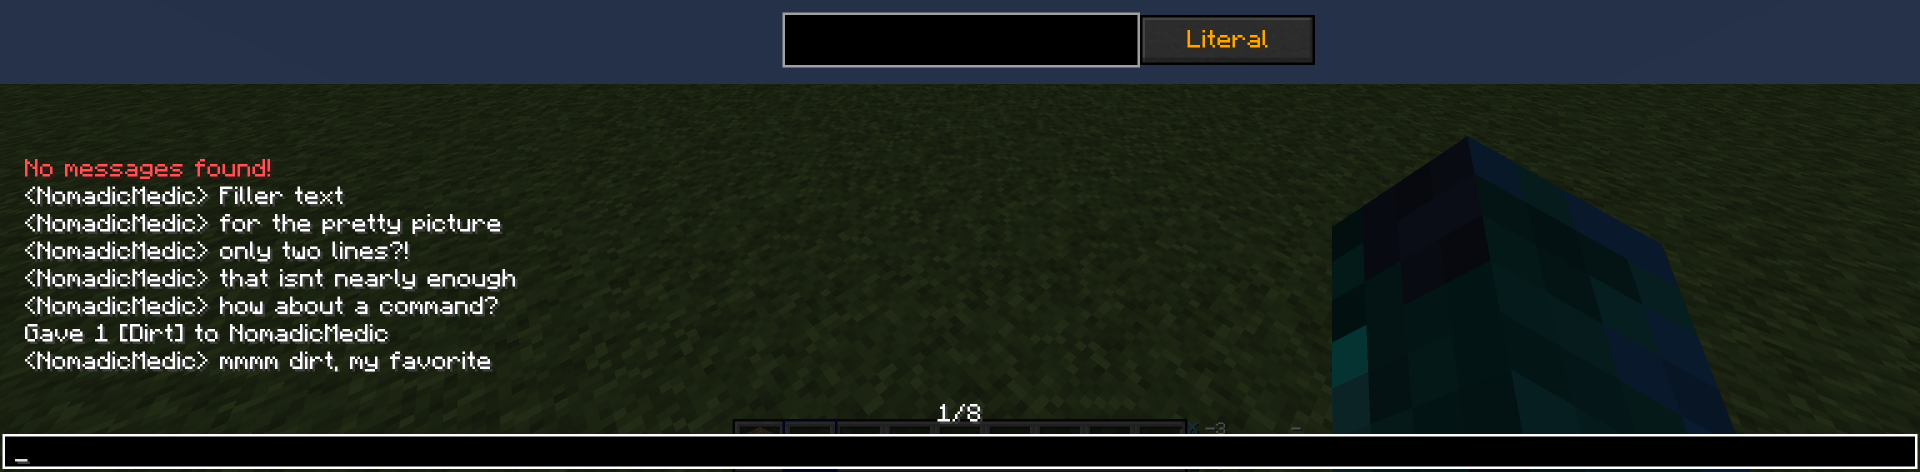 Literal
No messages found!
<NomadicMedic> Filler text
<NomadicMedic> for the pretty picture
<NomadicMedic> only two lines?!
<NomadicMedic> that isnt nearly enough
<NomadicMedic> how about a command?
Gave 1 [Dirt] to NomadicMedic
<NomadicMedic> mmmm dirt, my favorite
1/8
-3
_